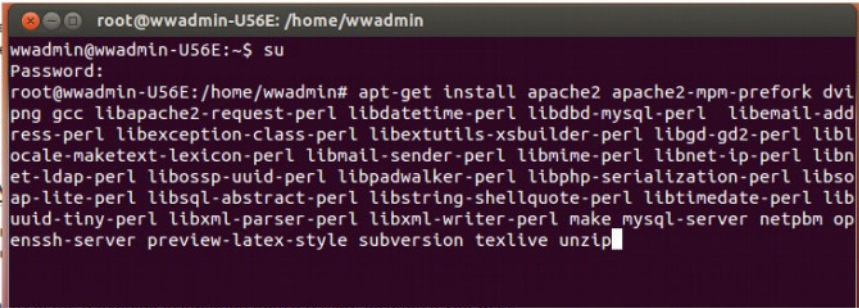 root@wwadmin-U56E: /home/wwadmin
wwadmin@wwadmin-U56E:~$ su
Password:
root@wwadmin-U56E:/home/wwadmin# apt-get install apache2 apache2-mpm-prefork dvi
png gcc libapache2-request-perl libdatetime-perl libdbd-mysql-perl  libemail-add
ress-perl libexception-class-perl libextutils-xsbuilder-perl libgd-gd2-perl libl
ocale-maketext-lexicon-perl libmail-sender-perl libmime-perl libnet-ip-perl libn
et-ldap-perl libossp-uuid-perl libpadwalker-perl libphp-serialization-perl libso
ap-lite-perl libsql-abstract-perl libstring-shellquote-perl libtimedate-perl lib
uuid-tiny-perl libxml-parser-perl libxml-writer-perl make mysql-server netpbm op
enssh-server preview-latex-style subversion texlive unzip